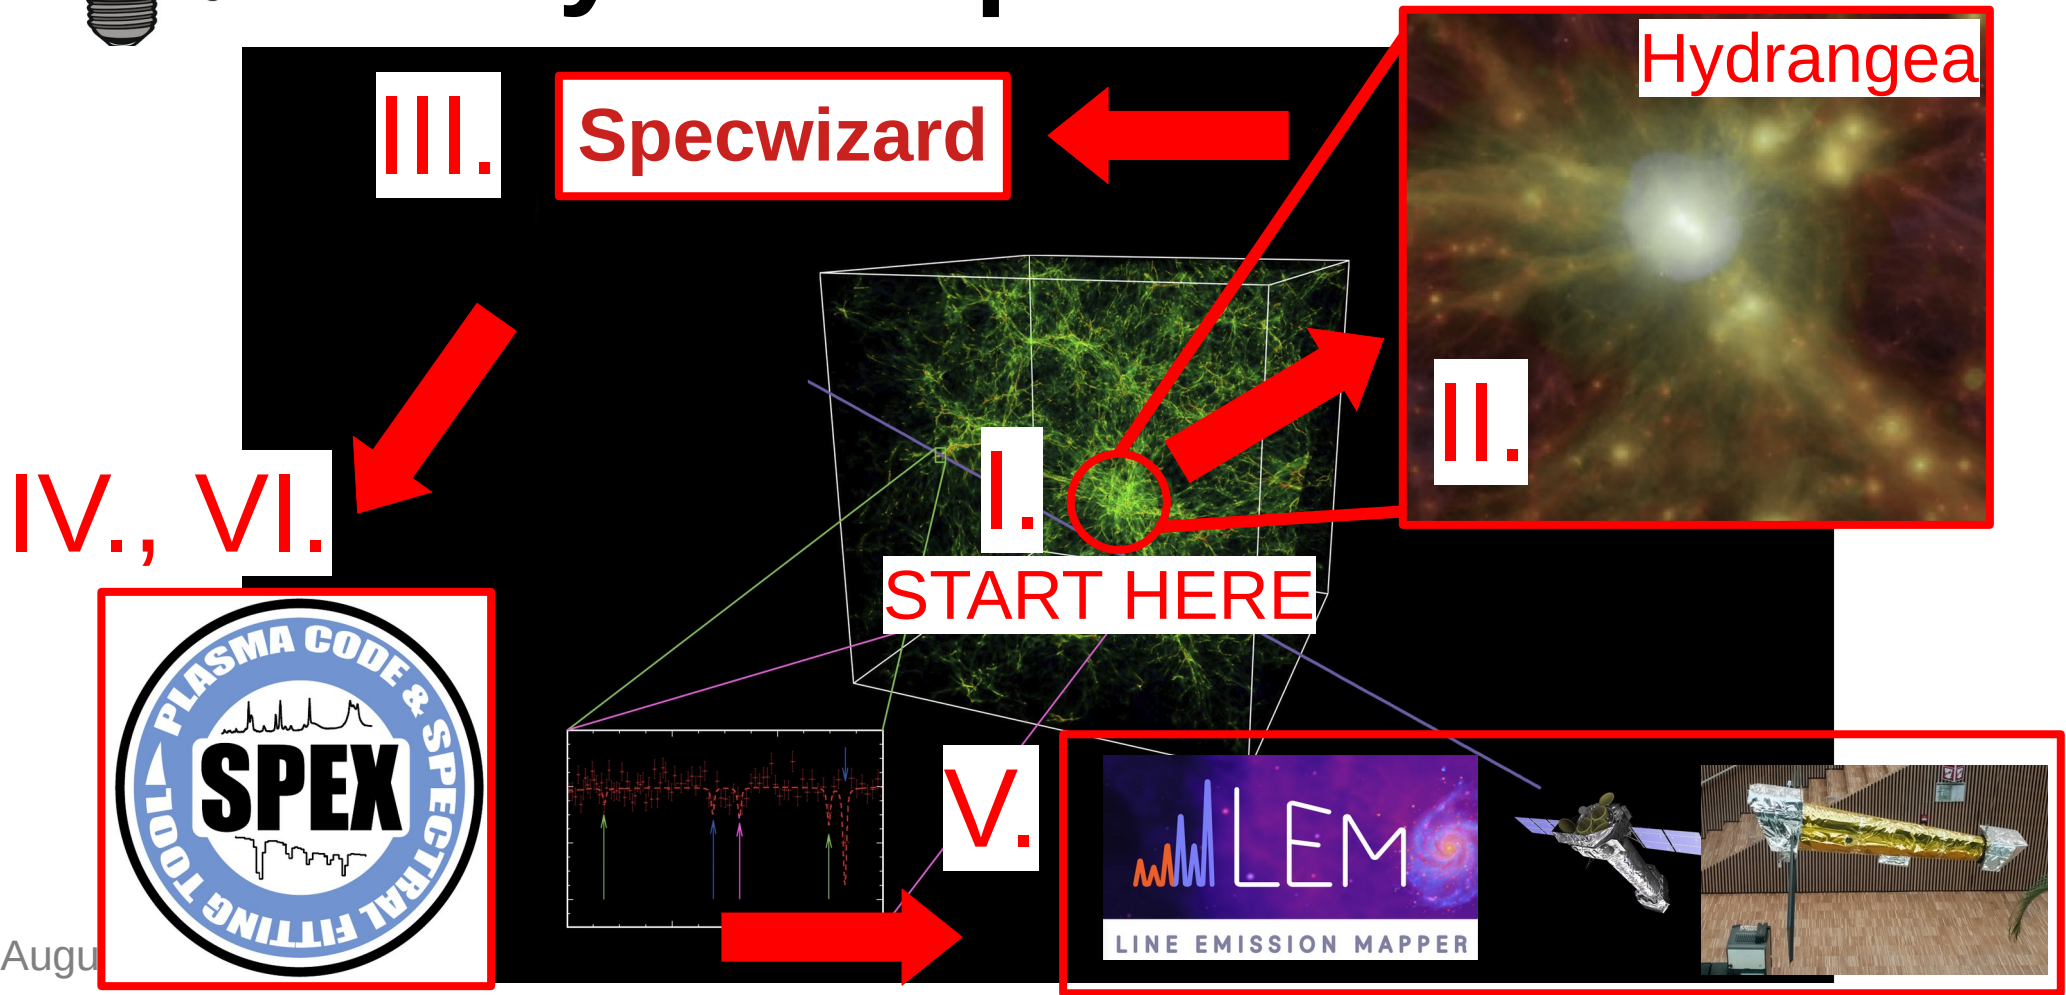 Hydrangea
III.
Specwizard
II.
I.
START HERE
IV., VI.
PLASMA CODE & SPECTRAL FITTING TOOL
SPEX
V.
LEM
LINE EMISSION MAPPER
Augu